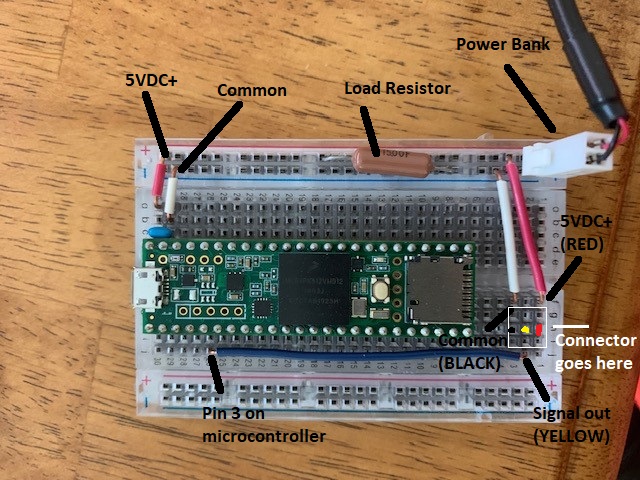 Power Bank
5VDC+
Common
Load Resistor
5VDC+
(RED)
Common
(BLACK)
Connector
goes here
Pin 3 on
microcontroller
Signal out
(YELLOW)